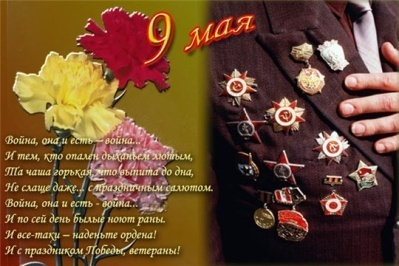 9 мая
Война, она и есть – война...
И тем, кто опалён дыханьем лютым,
Та чаша горькая, что выпита до дна,
Не слаще даже... с праздничным салютом.
Война, она и есть - война...
И по сей день былые ноют раны.
И все-таки – наденьте ордена!
И с праздником Победы, ветераны!